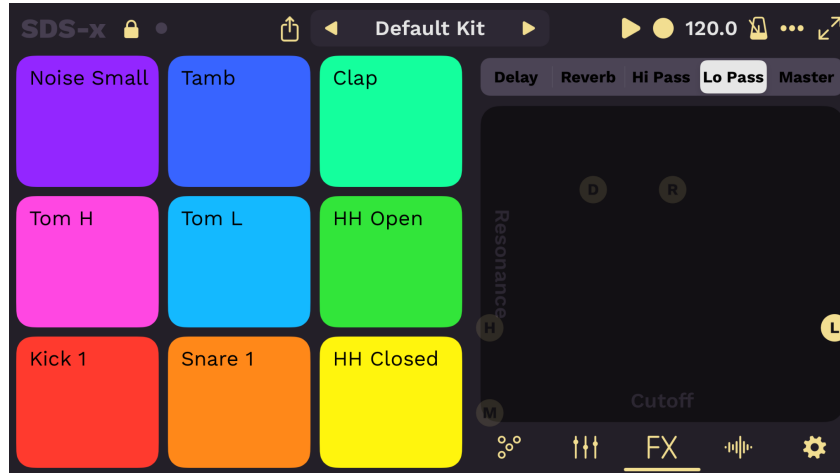 SDS-x
Default Kit
120.0
Noise Small
Tamb
Clap
Delay
Reverb
Hi Pass
Lo Pass
Master
D
R
Tom H
Tom L
HH Open
Resonance
H
L
Kick 1
Snare 1
HH Closed
Cutoff
M
FX